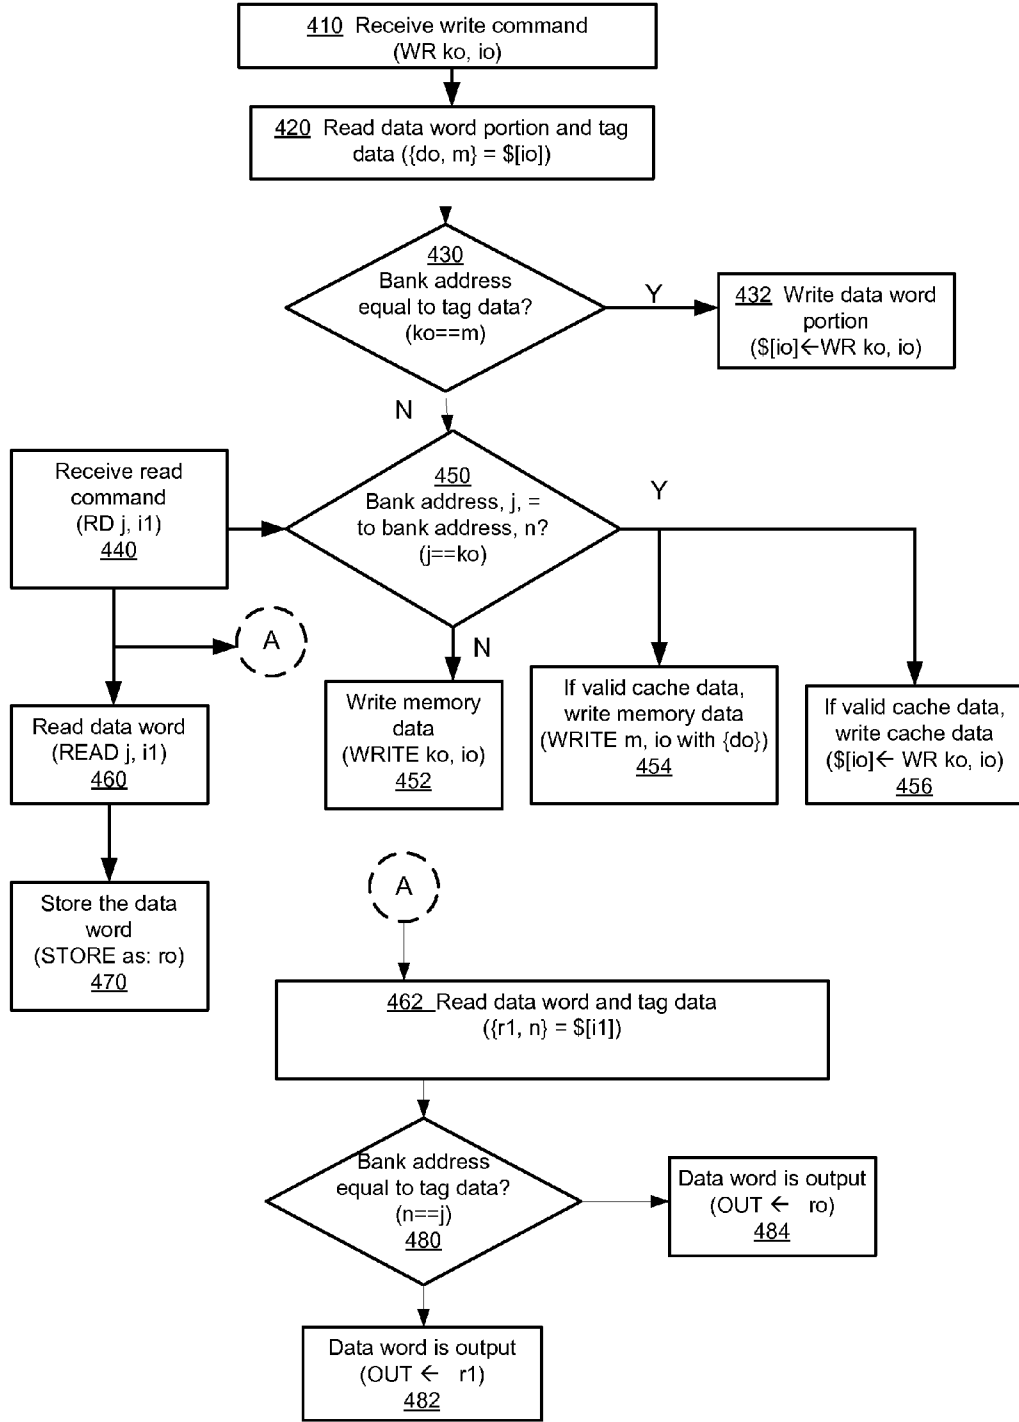 410 Receive write command
(WR ko, io)
420 Read data word portion and tag
data ({do, m} = $[io])
430
Bank address
equal to tag data?
(ko==m)
Y
432 Write data word
portion
($[io]←WR ko, io)
N
Receive read
command
(RD j, i1)
440
450
Bank address, j, =
to bank address, n?
(j==ko)
Y
A
N
Read data word
(READ j, i1)
460
Write memory
data
(WRITE ko, io)
452
If valid cache data,
write memory data
(WRITE m, io with {do})
454
If valid cache data,
write cache data
($[io]← WR ko, io)
456
Store the data
word
(STORE as: ro)
470
A
462 Read data word and tag data
({r1, n} = $[i1])
Bank address
equal to tag data?
(n==j)
480
Data word is output
(OUT ← ro)
484
Data word is output
(OUT ← r1)
482